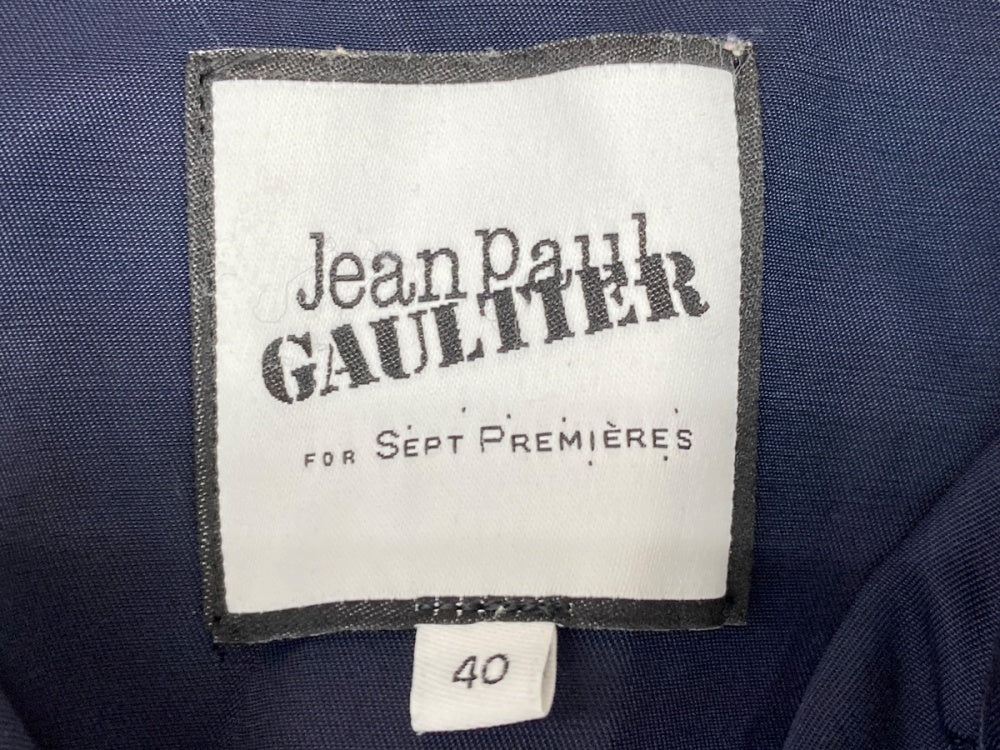 Jean Paul
GAULTIER
FOR SEPT PREMIÈRES
40